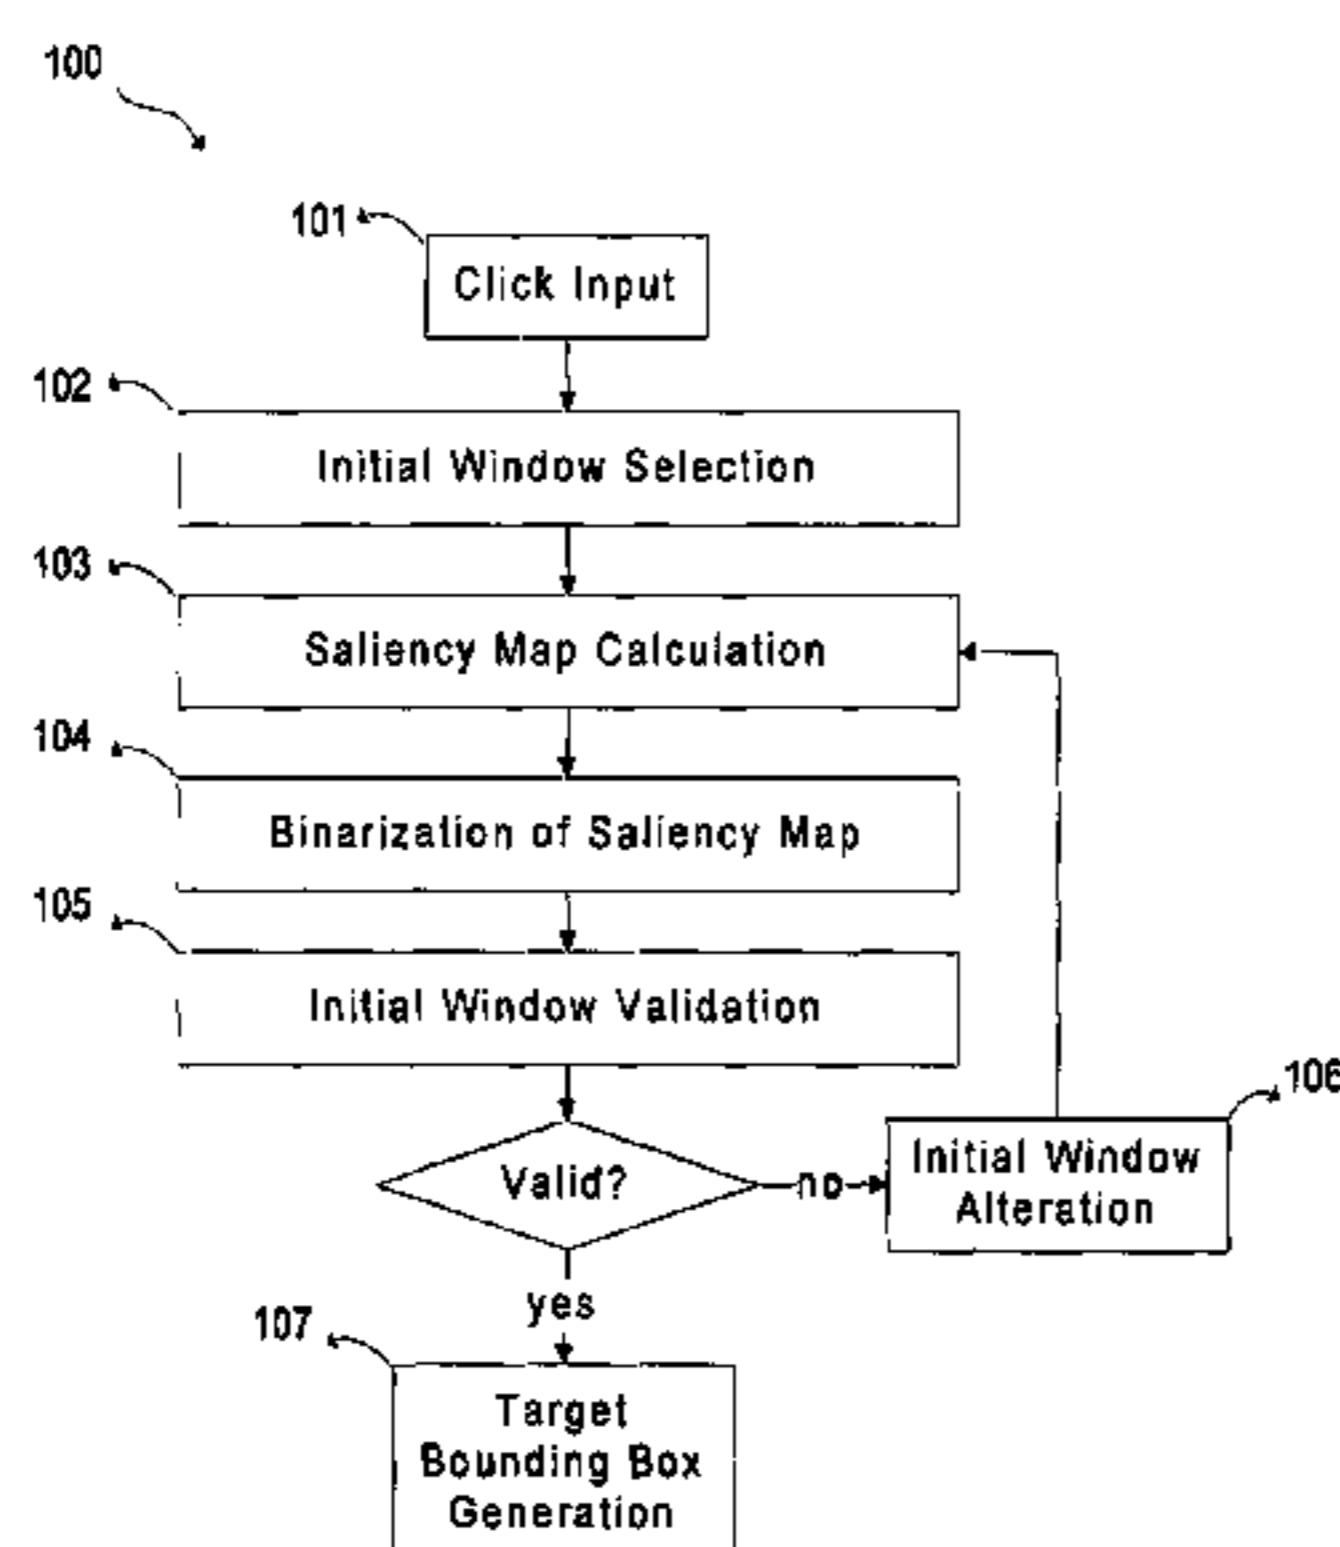 100
101
Click Input
102
Initial Window Selection
103
Saliency Map Calculation
104
Binarization of Saliency Map
105
Initial Window Validation
106
Valid?
no
Initial Window
Alteration
yes
107
Target
Bounding Box
Generation